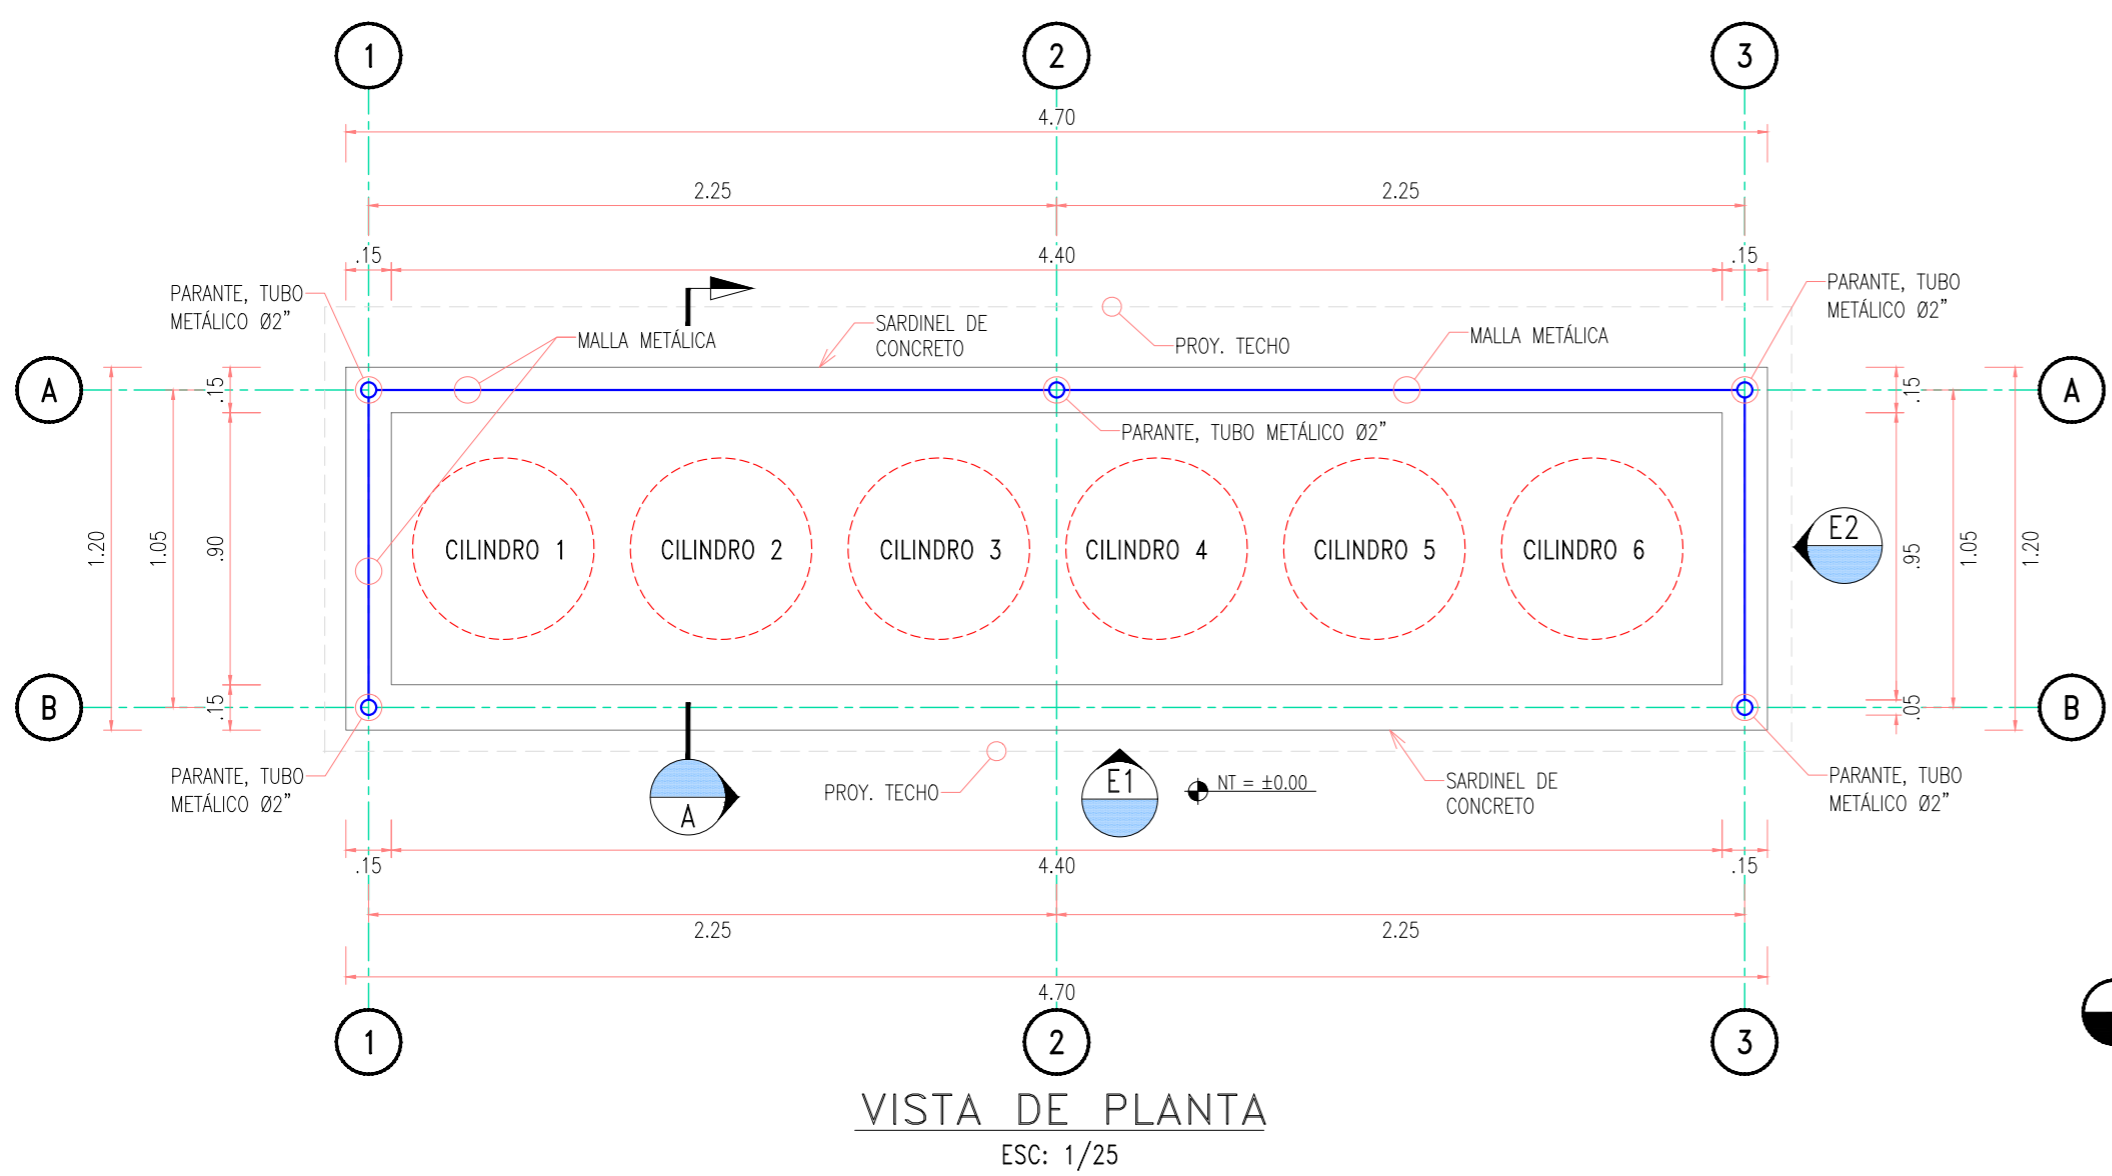 1
2
3
4.70
2.25
2.25
.15
4.40
.15
PARANTE, TUBO
METÁLICO Ø2"
PARANTE, TUBO
METÁLICO Ø2"
MALLA METÁLICA
SARDINEL DE
CONCRETO
PROY. TECHO
MALLA METÁLICA
A
A
.15
.15
PARANTE, TUBO METÁLICO Ø2"
1.20
1.05
.90
CILINDRO 1
CILINDRO 2
CILINDRO 3
CILINDRO 4
CILINDRO 5
CILINDRO 6
E2
.95
1.05
1.20
B
B
.15
.05
PARANTE, TUBO
METÁLICO Ø2"
A
PROY. TECHO
E1
NT = ±0.00
SARDINEL DE
CONCRETO
PARANTE, TUBO
METÁLICO Ø2"
.15
4.40
.15
2.25
2.25
4.70
1
2
3
VISTA DE PLANTA
ESC: 1/25